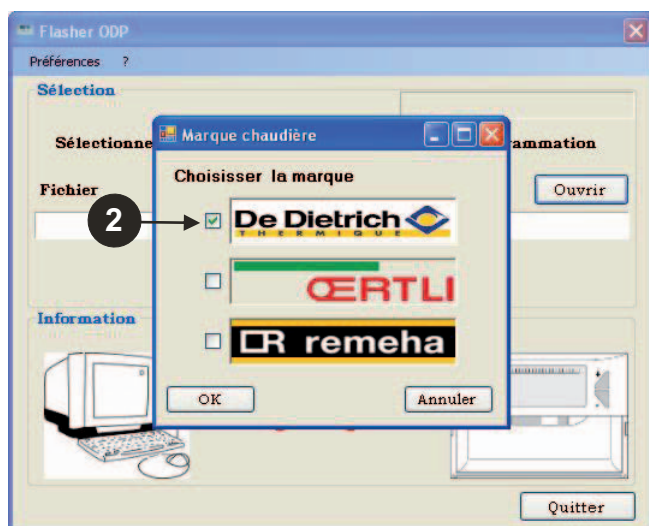 Flasher ODP
Préférences ?
Sélection
Sélectionne
Marque chaudière
ammation
Choisisser la marque
Fichier
Ouvrir
2
De Dietrich
THERMIQUE
ŒRTLI
Information
remeha
OK
Annuler
Quitter